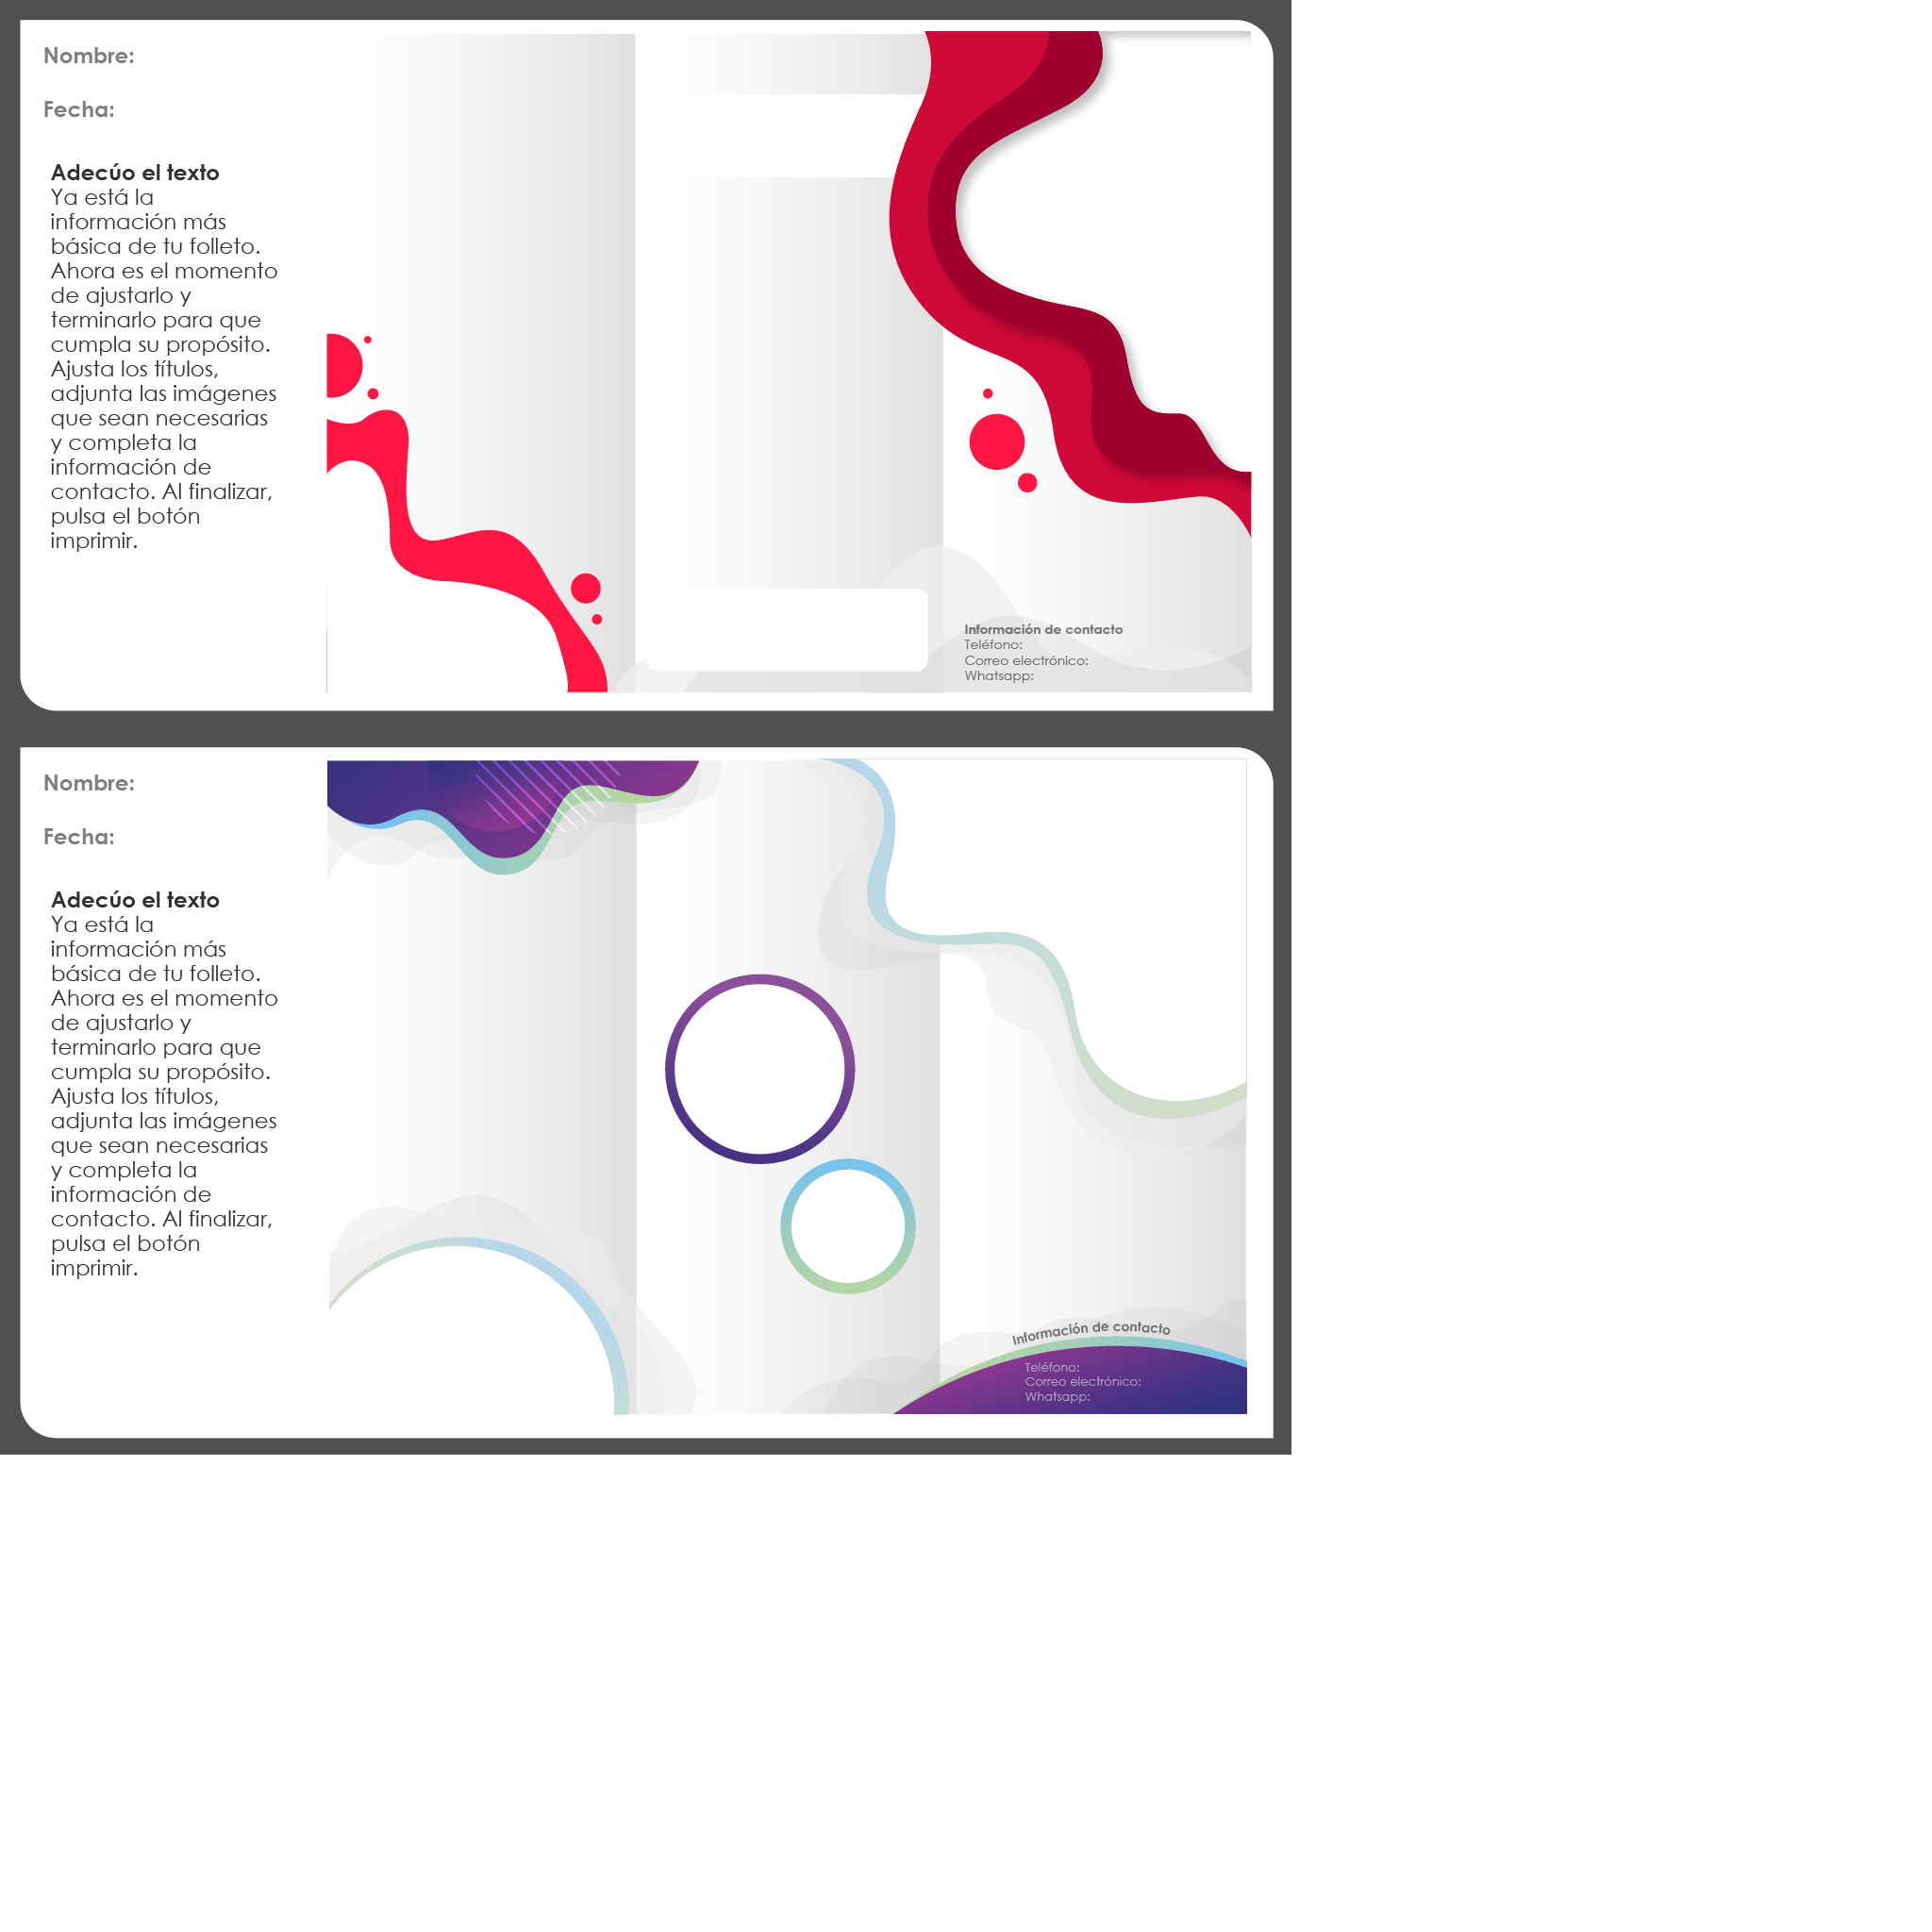 Nombre:
Fecha:
Adecúo el texto
Ya está la
información más
básica de tu folleto.
Ahora es el momento
de ajustarlo y
terminarlo para que
cumpla su propósito.
Ajusta los títulos,
adjunta las imágenes
que sean necesarias
y completa la
información de
contacto. Al finalizar,
pulsa el botón
imprimir.
Información de contacto
Teléfono:
Correo electrónico:
Whatsapp:
Nombre:
Fecha:
Adecúo el texto
Ya está la
información más
básica de tu folleto.
Ahora es el momento
de ajustarlo y
terminarlo para que
cumpla su propósito.
Ajusta los títulos,
adjunta las imágenes
que sean necesarias
y completa la
información de
contacto. Al finalizar,
pulsa el botón
imprimir.
Información de contacto
Teléfono:
Correo electrónico:
Whatsapp: